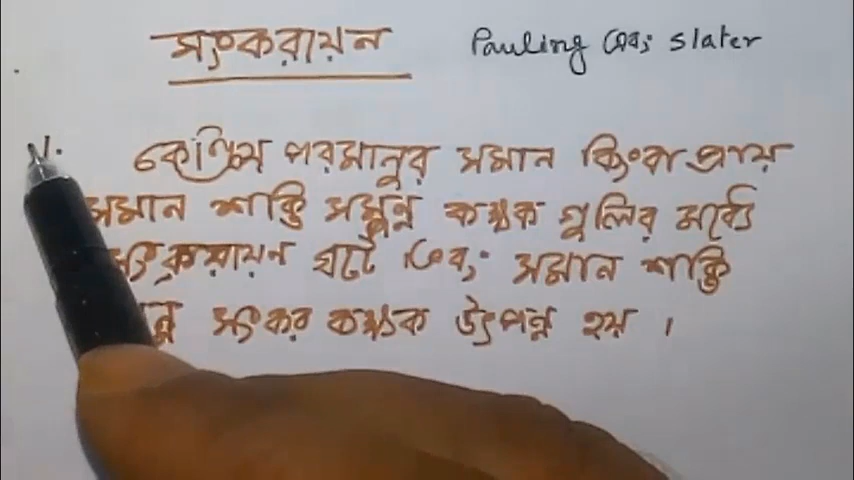 সংকরায়ন Pauling এবং slater
1. কেন্দ্রিয় পরমানুর সমান কিংবা প্রায়
সমান শক্তি সম্পন্ন কক্ষক গুলির মধ্যে
সংকরায়ন ঘটে এবং সমান শক্তি
সংকর কক্ষক উৎপন্ন হয় ।